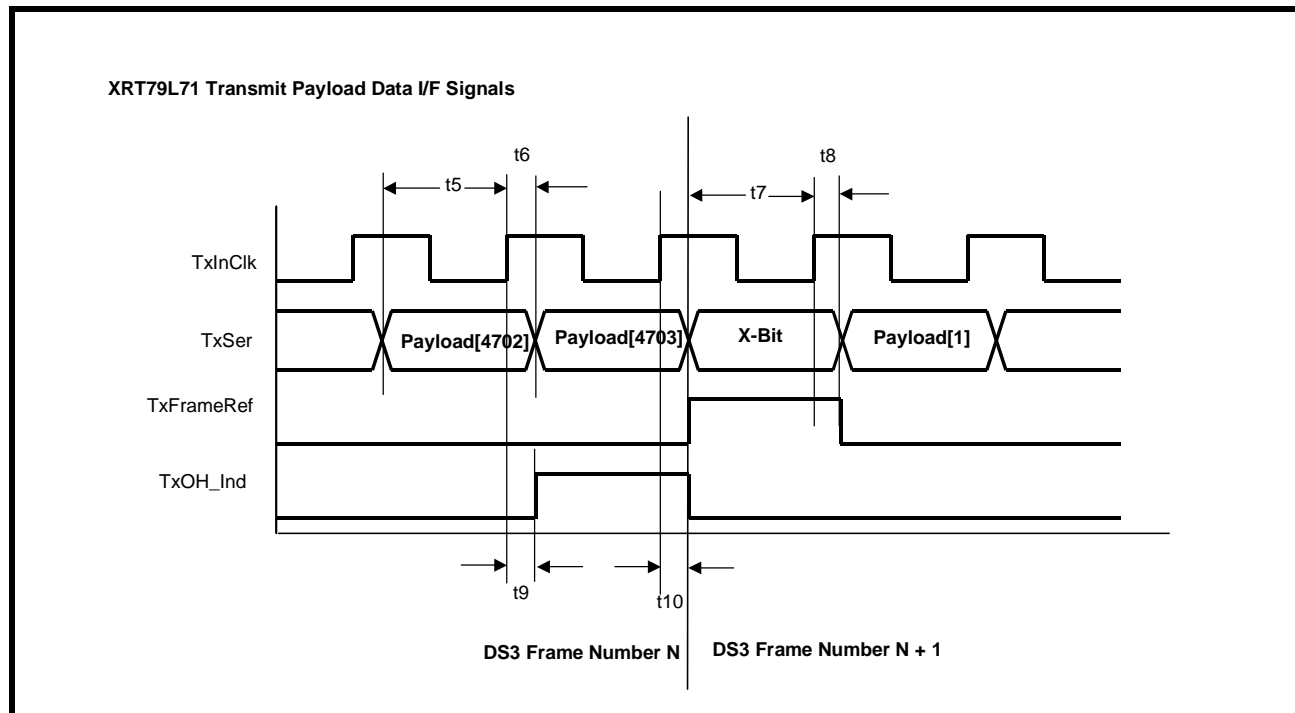 XRT79L71 Transmit Payload Data I/F Signals
t6
t8
t5
t7
TxInClk
TxSer
Payload[4702]
Payload[4703]
X-Bit
Payload[1]
TxFrameRef
TxOH_Ind
t9
t10
DS3 Frame Number N
DS3 Frame Number N + 1